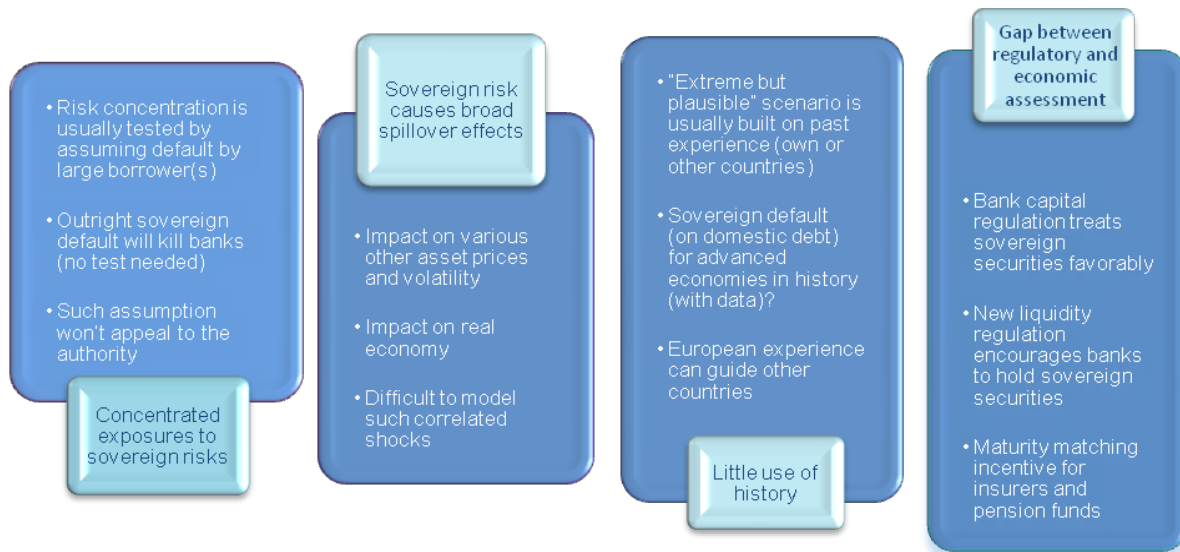 • Risk concentration is
usually tested by
assuming default by
large borrower(s)
• Outright sovereign
default will kill banks
(no test needed)
• Such assumption
won't appeal to the
authority
Concentrated
exposures to
sovereign risks
Sovereign risk
causes broad
spillover effects
• Impact on various
other asset prices
and volatility
• Impact on real
economy
• Difficult to model
such correlated
shocks
• "Extreme but
plausible" scenario is
usually built on past
experience (own or
other countries)
• Sovereign default
(on domestic debt)
for advanced
economies in history
(with data)?
• European experience
can guide other
countries
Little use of
history
Gap between
regulatory and
economic
assessment
• Bank capital
regulation treats
sovereign
securities favorably
• New liquidity
regulation
encourages banks
to hold sovereign
securities
• Maturity matching
incentive for
insurers and
pension funds